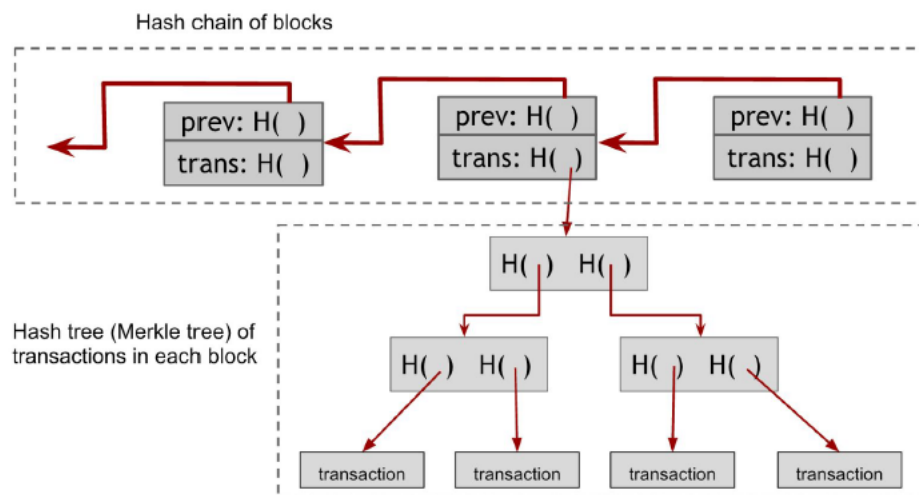 Hash chain of blocks
prev: H( )
trans: H( )
prev: H( )
trans: H( )
prev: H( )
trans: H( )
H( ) H( )
Hash tree (Merkle tree) of
transactions in each block
H( ) H( )
H( ) H( )
transaction
transaction
transaction
transaction